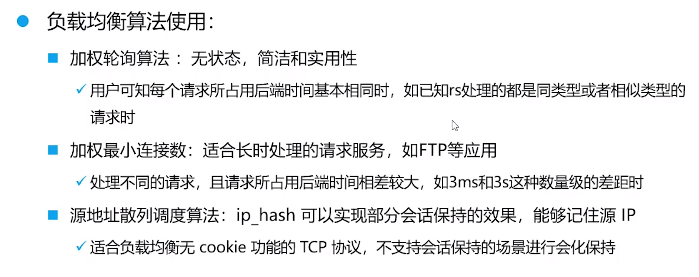 负载均衡算法使用：
加权轮询算法 ：无状态，简洁和实用性
用户可知每个请求所占用后端时间基本相同时，如已知rs处理的都是同类型或者相似类型的
请求时
加权最小连接数：适合长时处理的请求服务，如FTP等应用
处理不同的请求，且请求所占用后端时间相差较大，如3ms和3s这种数量级的差距时
源地址散列调度算法：ip_hash 可以实现部分会话保持的效果，能够记住源 IP
适合负载均衡无 cookie 功能的 TCP 协议，不支持会话保持的场景进行会化保持